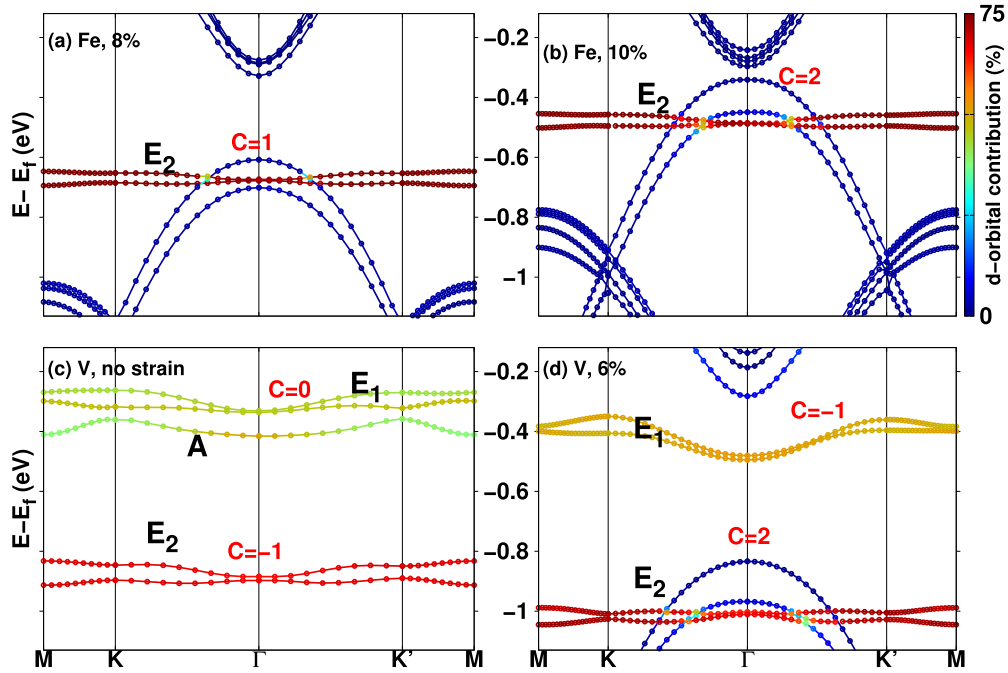 (a) Fe, 8%
C=1
E2
E− Ef (eV)
−0.2
−0.4
−0.6
−0.8
−1
(b) Fe, 10%
C=2
E2
75
0
d−orbital contribution (%)
(c) V, no strain
C=0
E1
A
E2
C=−1
E−Ef (eV)
M
K
Γ
K’
M
−0.2
−0.4
−0.6
−0.8
−1
(d) V, 6%
C=−1
E1
C=2
E2
M
K
Γ
K’
M